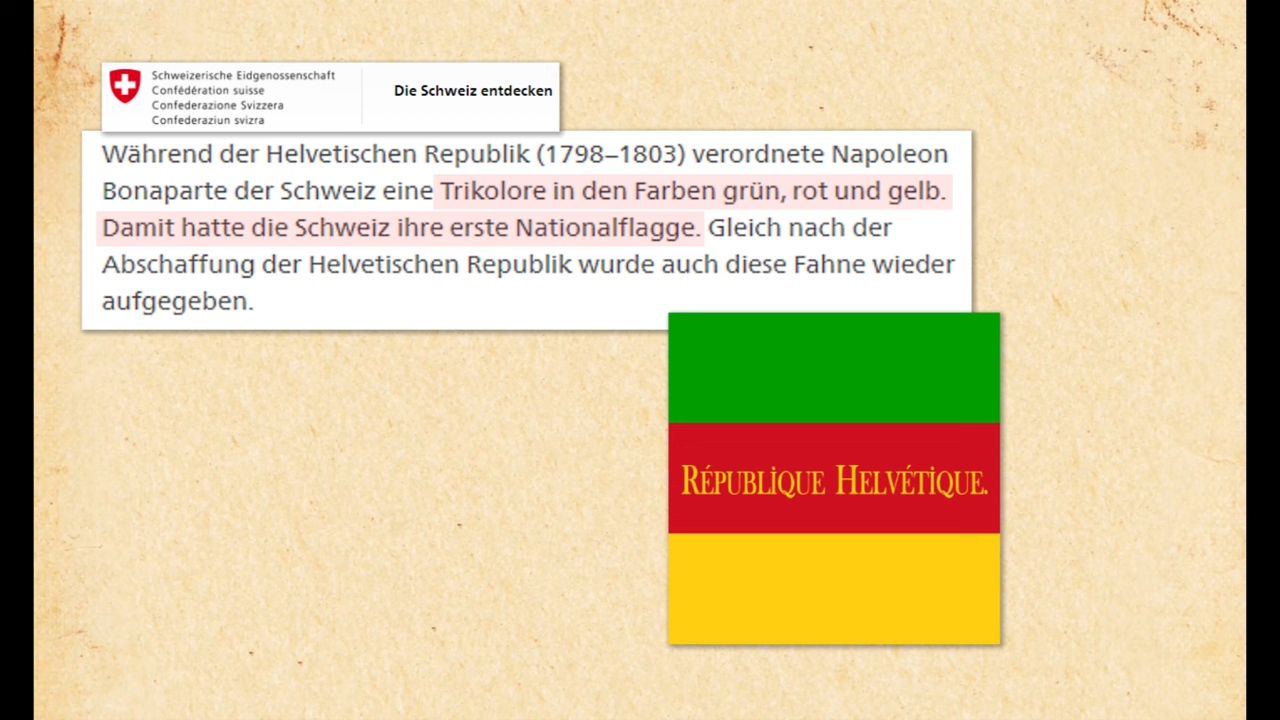 Schweizerische Eidgenossenschaft
Confédération suisse
Confederazione Svizzera
Confederaziun svizra
Die Schweiz entdecken
Während der Helvetischen Republik (1798–1803) verordnete Napoleon
Bonaparte der Schweiz eine Trikolore in den Farben grün, rot und gelb.
Damit hatte die Schweiz ihre erste Nationalflagge. Gleich nach der
Abschaffung der Helvetischen Republik wurde auch diese Fahne wieder
aufgegeben.
RÉPUBLIQUE HELVÉTIQUE.